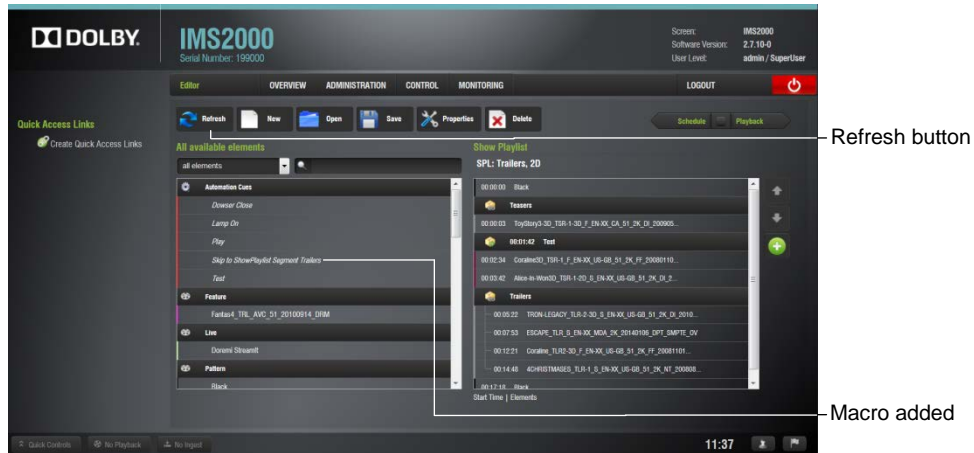 DOLBY.
IMS2000
Serial Number: 199000
Screen: IMS2000
Software Version: 2.7.10-0
User Level: admin / SuperUser
Editor OVERVIEW ADMINISTRATION CONTROL MONITORING LOGOUT
Quick Access Links
Create Quick Access Links
Refresh New Open Save Properties Delete
Schedule Playback
Refresh button
All available elements
all elements
Automation Cues
Dowser Close
Lamp On
Play
Skip to ShowPlaylist Segment Trailers
Test
Feature
Fantas4_TRL_AVC_51_20100914_DRM
Live
Doremi StreamIt
Pattern
Black
Show Playlist
SPL: Trailers, 2D
00:00:00 Black
Teasers
00:00:03 ToyStory3-3D_TSR-1-3D_F_EN-XX_CA_51_2K_DI_200905...
00:01:42 Test
00:02:34 Coraline3D_TSR-1_F_EN-XX_US-GB_51_2K_FF_20080110...
00:03:42 Alice-In-Won3D_TSR-1-2D_S_EN-XX_US-GB_51_2K_DI_2...
Trailers
00:05:22 TRON-LEGACY_TLR-2-3D_S_EN-XX_US-GB_51_2K_DI_2010...
00:07:53 ESCAPE_TLR_S_EN-XX_MDA_2K_20140106_DPT_SMPTE_OV
00:12:21 Coraline_TLR2-3D_F_EN-XX_US-GB_51_2K_FF_20081101...
00:14:48 4CHRISTMASES_TLR-1_S_EN-XX_US-GB_51_2K_NT_200808...
00:17:18 Black
Start Time | Elements
Macro added
Quick Controls No Playback No Ingest
11:37